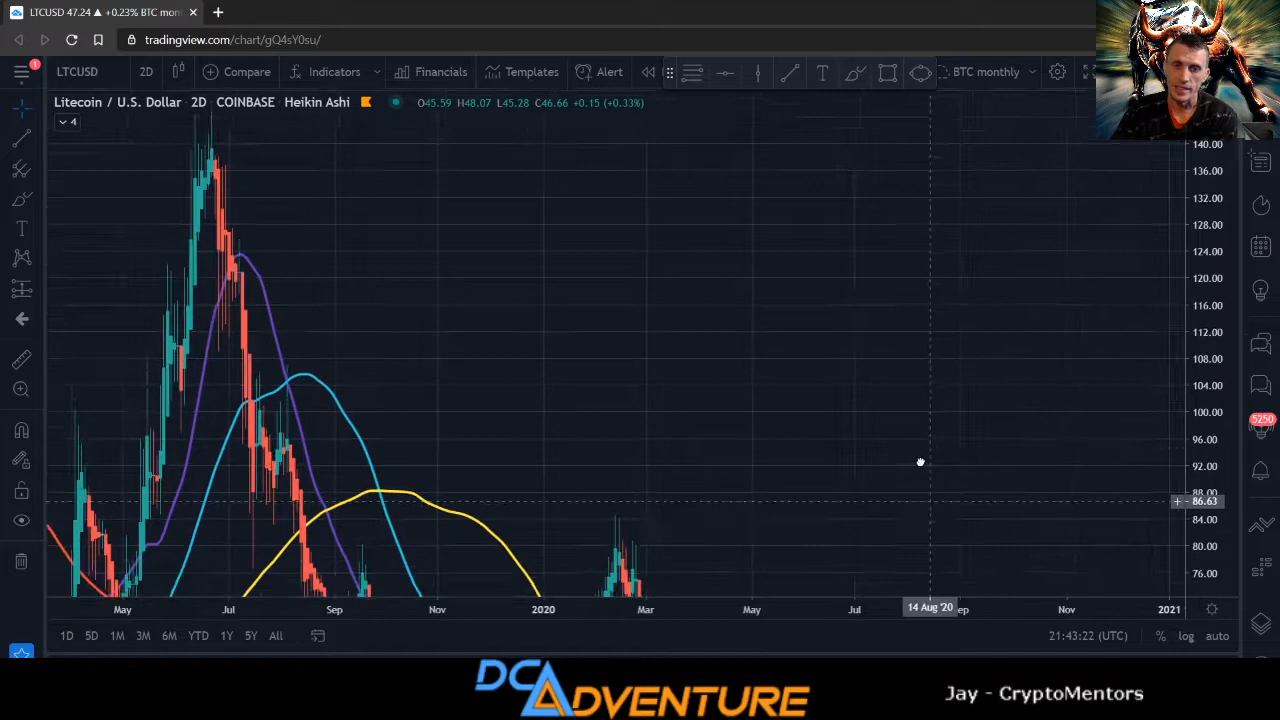 LTCUSD 47.24 ▲ +0.23% BTC mon
tradingview.com/chart/gQ4sY0su/
1
LTCUSD 2D Compare Indicators Financials Templates Alert BTC monthly
Litecoin / U.S. Dollar 2D COINBASE Heikin Ashi O45.59 H48.07 L45.28 C46.66 +0.15 (+0.33%)
4
140.00
136.00
132.00
128.00
124.00
120.00
116.00
112.00
108.00
104.00
100.00
96.00
92.00
88.00
86.63
84.00
80.00
76.00
5250
May Jul Sep Nov 2020 Mar May Jul 14 Aug '20 ep Nov 2021
1D 5D 1M 3M 6M YTD 1Y 5Y All 21:43:22 (UTC) % log auto
DCADVENTURE
Jay - CryptoMentors